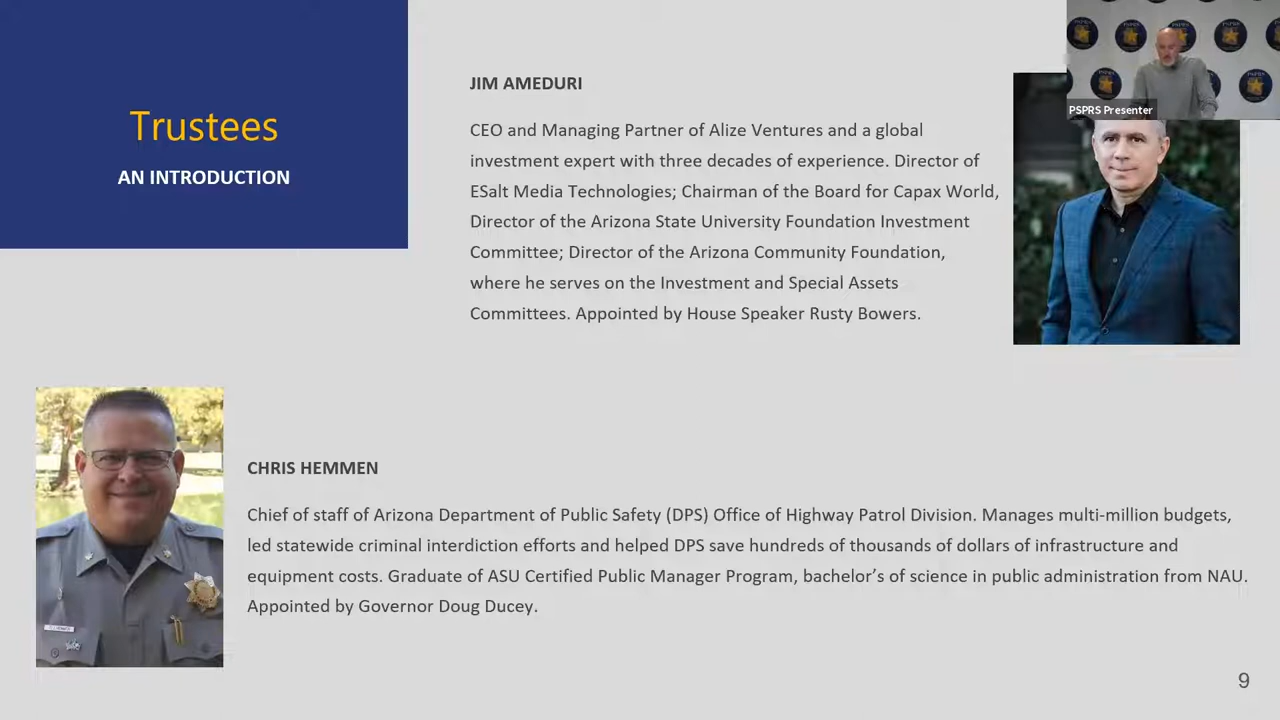 Trustees
AN INTRODUCTION
JIM AMEDURI
CEO and Managing Partner of Alize Ventures and a global
investment expert with three decades of experience. Director of
ESalt Media Technologies; Chairman of the Board for Capax World,
Director of the Arizona State University Foundation Investment
Committee; Director of the Arizona Community Foundation,
where he serves on the Investment and Special Assets
Committees. Appointed by House Speaker Rusty Bowers.
PSPRS Presenter
CHRIS HEMMEN
Chief of staff of Arizona Department of Public Safety (DPS) Office of Highway Patrol Division. Manages multi-million budgets,
led statewide criminal interdiction efforts and helped DPS save hundreds of thousands of dollars of infrastructure and
equipment costs. Graduate of ASU Certified Public Manager Program, bachelor’s of science in public administration from NAU.
Appointed by Governor Doug Ducey.
9